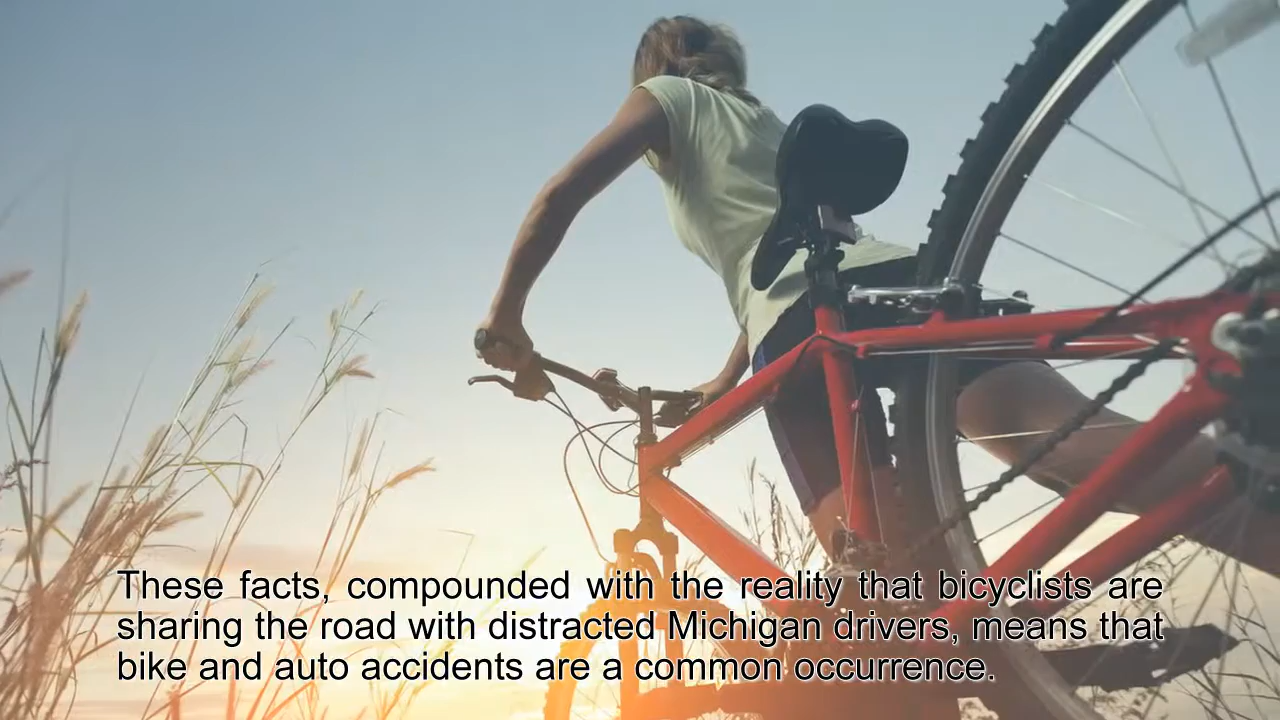 These facts, compounded with the reality that bicyclists are
sharing the road with distracted Michigan drivers, means that
bike and auto accidents are a common occurrence.